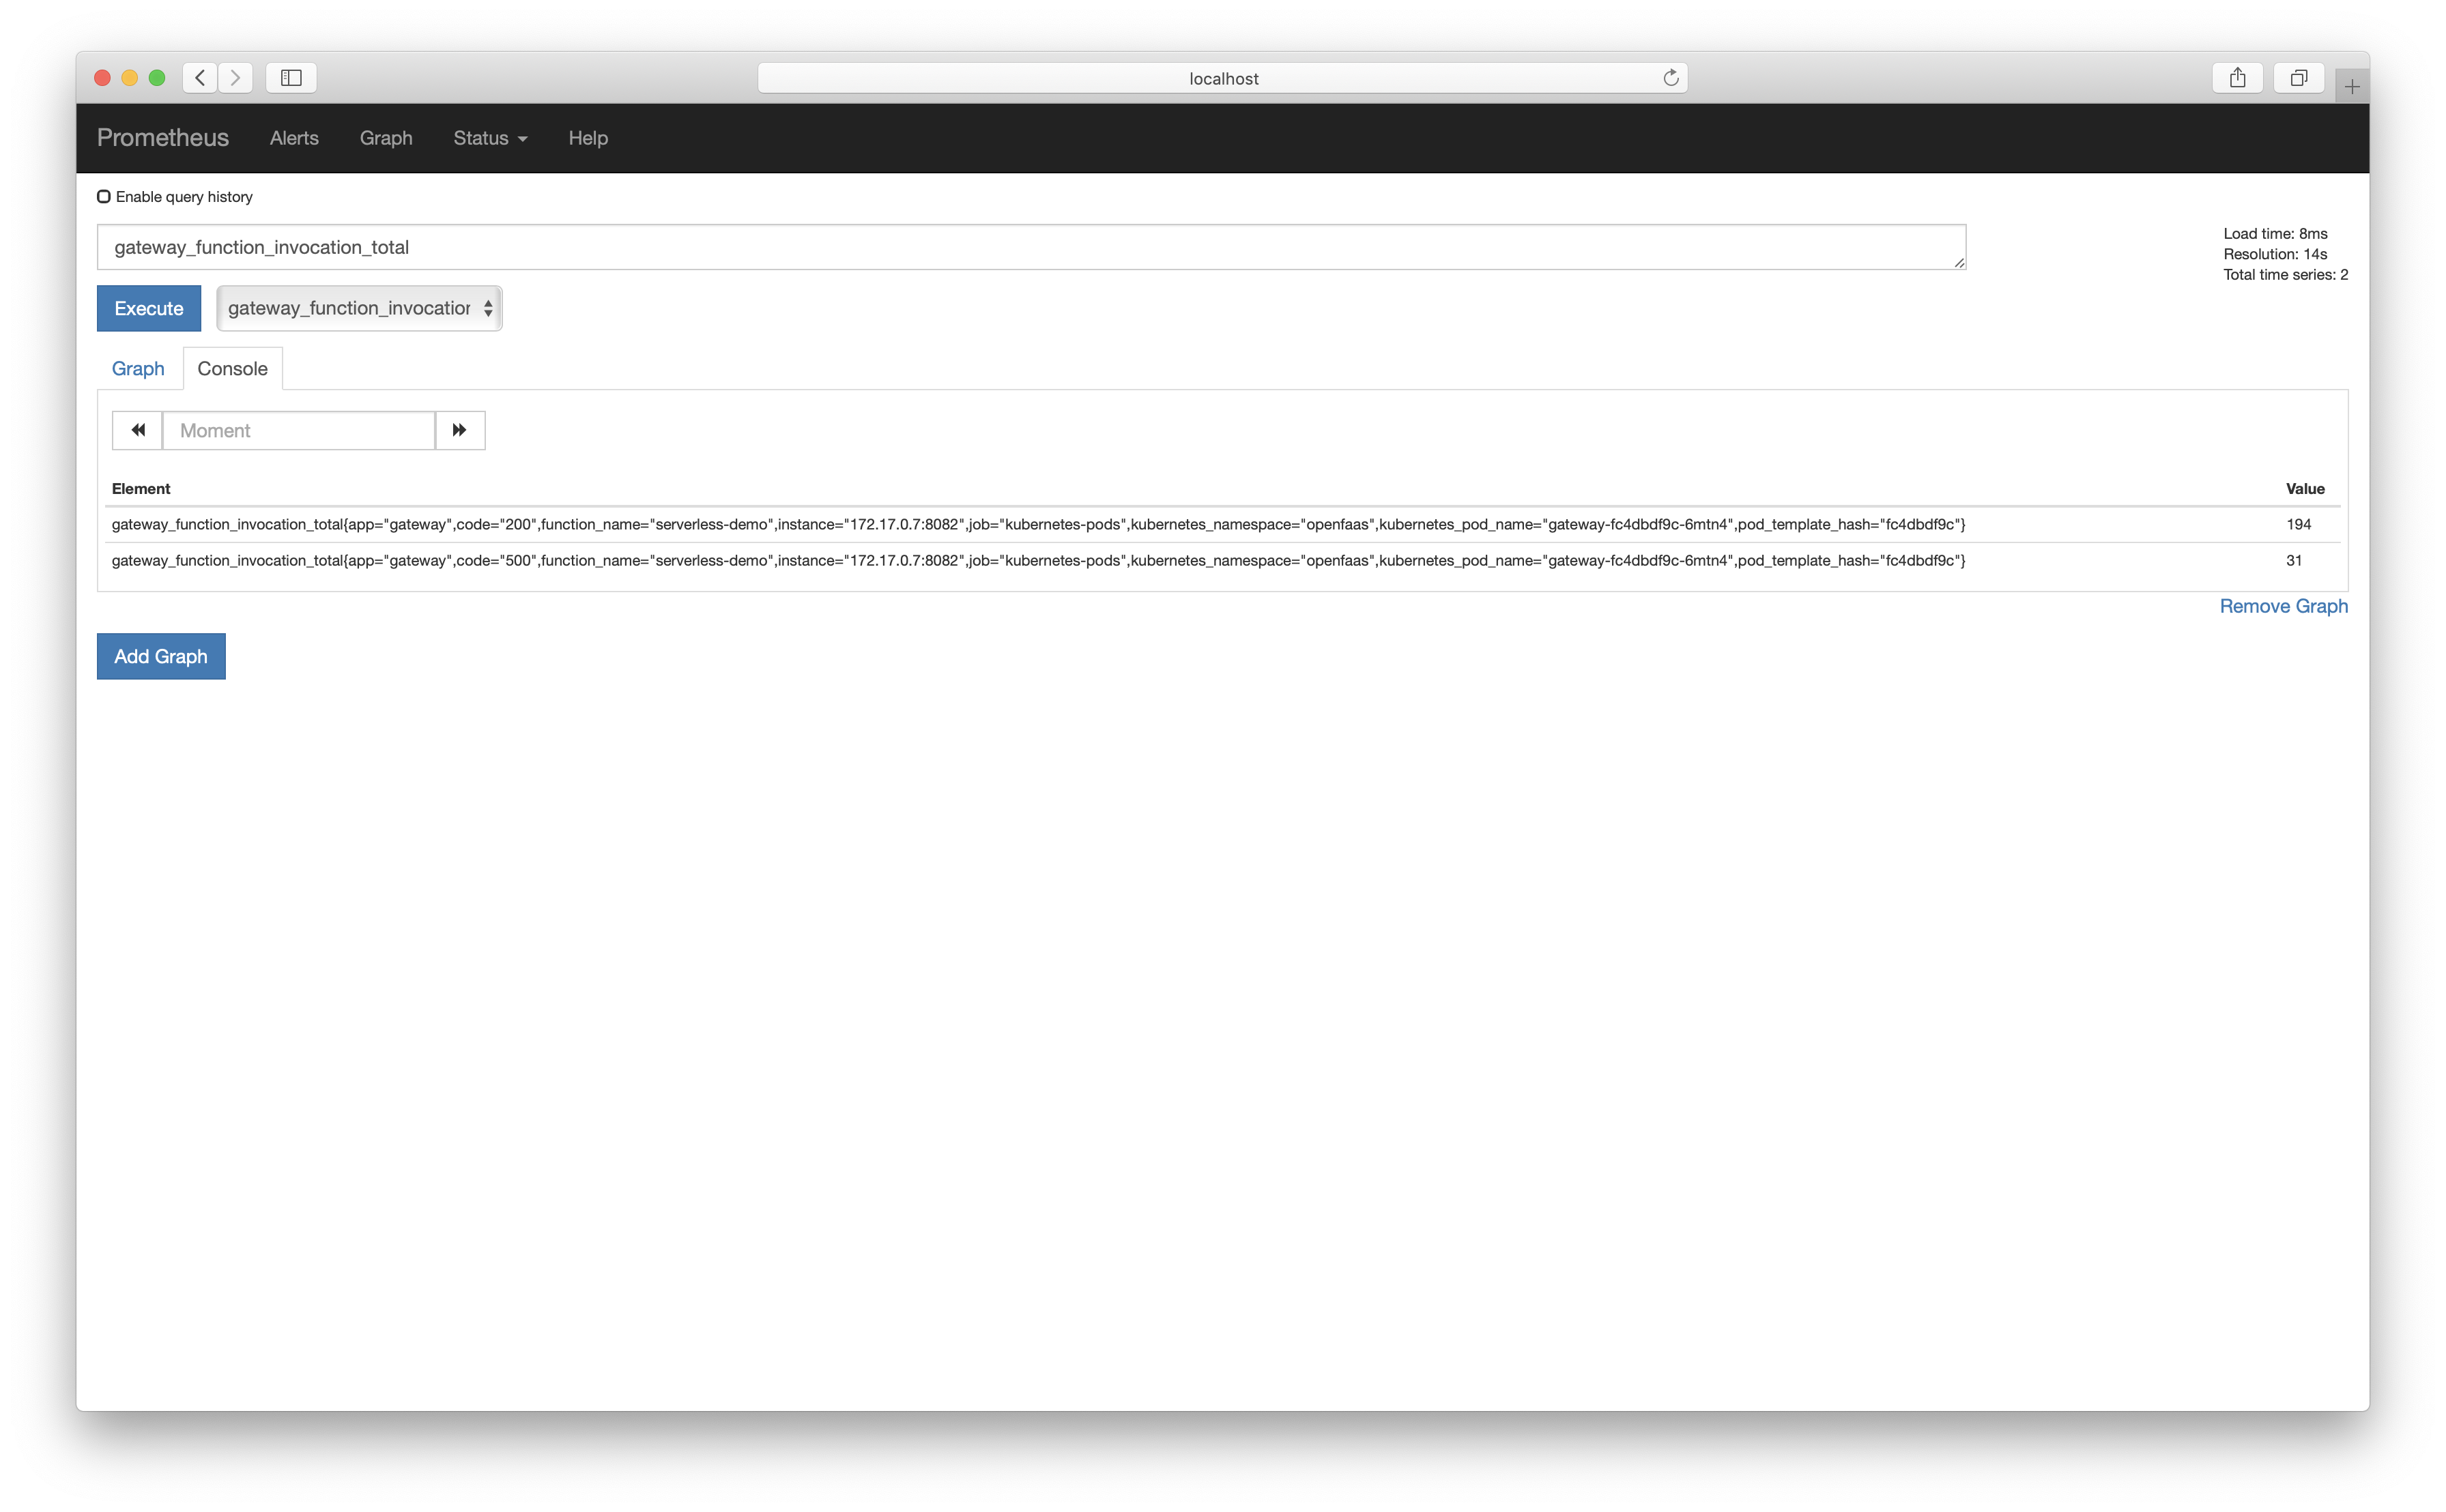 localhost
Prometheus Alerts Graph Status Help
Enable query history
gateway_function_invocation_total
Load time: 8ms
Resolution: 14s
Total time series: 2
Execute gateway_function_invocation
Graph Console
Moment
Element Value
gateway_function_invocation_total{app="gateway",code="200",function_name="serverless-demo",instance="172.17.0.7:8082",job="kubernetes-pods",kubernetes_namespace="openfaas",kubernetes_pod_name="gateway-fc4dbdf9c-6mtn4",pod_template_hash="fc4dbdf9c"} 194
gateway_function_invocation_total{app="gateway",code="500",function_name="serverless-demo",instance="172.17.0.7:8082",job="kubernetes-pods",kubernetes_namespace="openfaas",kubernetes_pod_name="gateway-fc4dbdf9c-6mtn4",pod_template_hash="fc4dbdf9c"} 31
Remove Graph
Add Graph